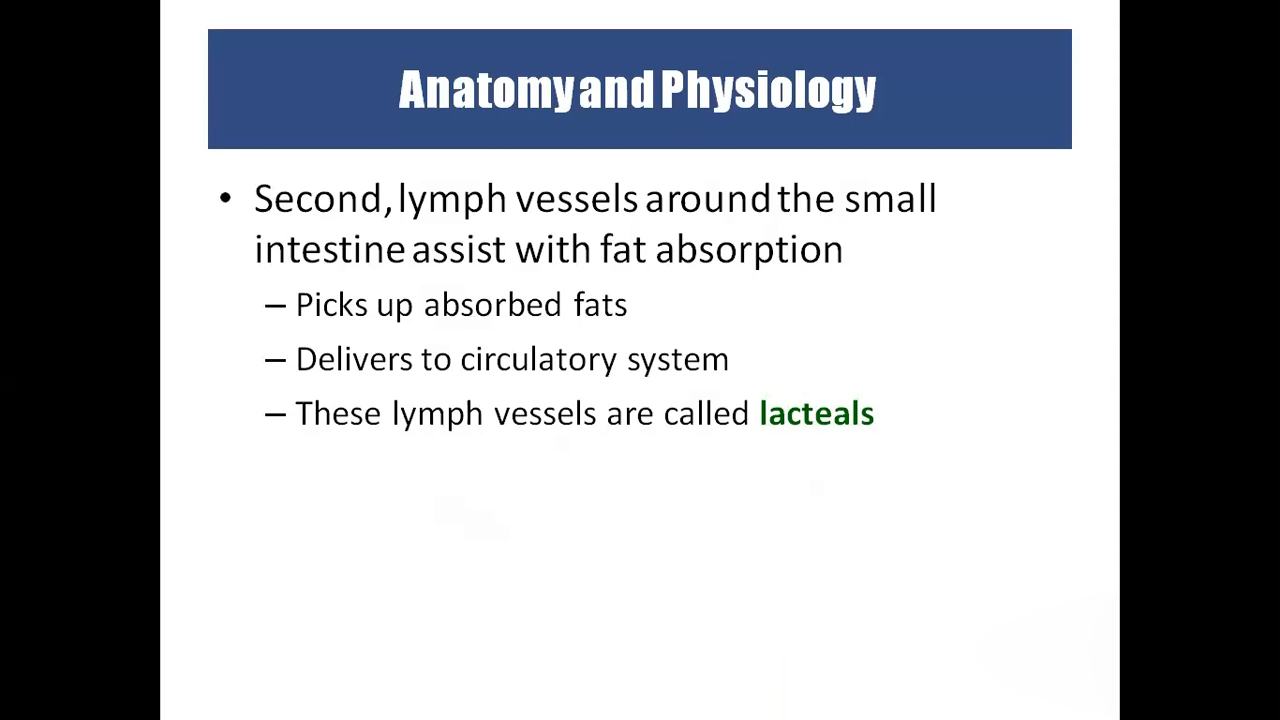 Anatomy and Physiology
• Second, lymph vessels around the small
intestine assist with fat absorption
– Picks up absorbed fats
– Delivers to circulatory system
– These lymph vessels are called lacteals